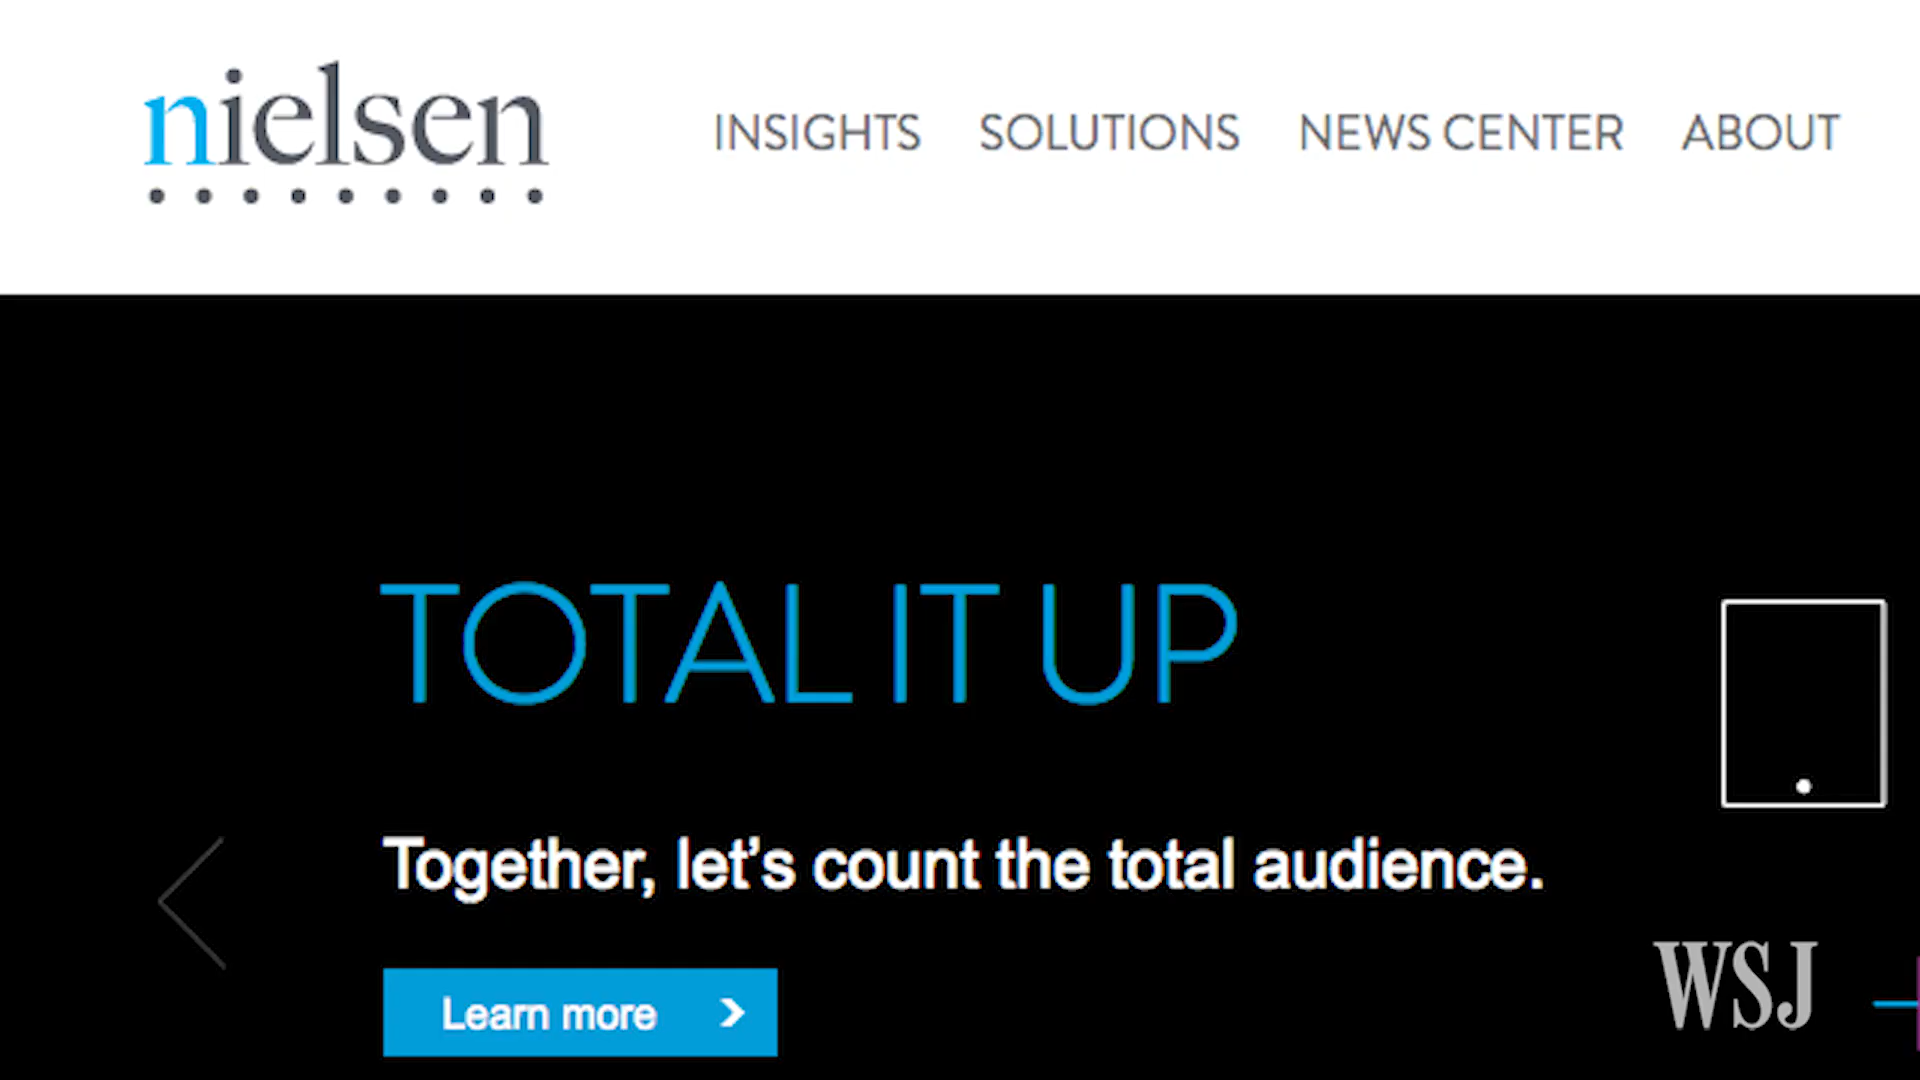 nielsen
INSIGHTS SOLUTIONS NEWS CENTER ABOUT
TOTAL IT UP
Together, let's count the total audience.
Learn more
WSJ